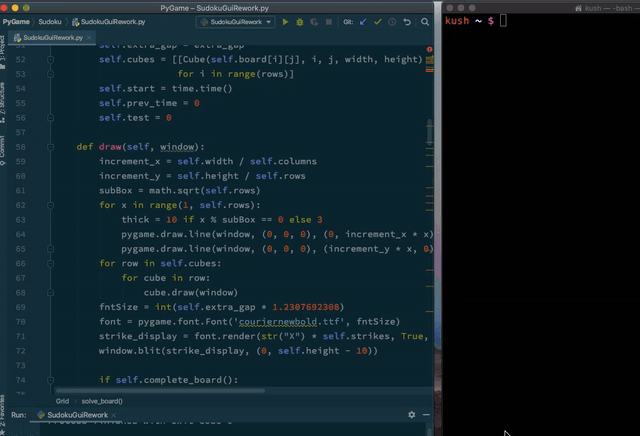 PyGame – SudokuGuiRework.py
PyGame Sudoku SudokuGuiRework.py SudokuGuiRework Git:
SudokuGuiRework.py
51 self.extra_gap = extra_gap
52 self.cubes = [[Cube(self.board[i][j], i, j, width, height)
53 for i in range(rows)]
54 self.start = time.time()
55 self.prev_time = 0
56 self.test = 0
57
58 def draw(self, window):
59 increment_x = self.width / self.columns
60 increment_y = self.height / self.rows
61 subBox = math.sqrt(self.rows)
62 for x in range(1, self.rows):
63 thick = 10 if x % subBox == 0 else 3
64 pygame.draw.line(window, (0, 0, 0), (0, increment_x * x)
65 pygame.draw.line(window, (0, 0, 0), (increment_y * x, 0)
66 for row in self.cubes:
67 for cube in row:
68 cube.draw(window)
69 fntSize = int(self.extra_gap * 1.2307692308)
70 font = pygame.font.Font('couriernewbold.ttf', fntSize)
71 strike_display = font.render(str("X") * self.strikes, True,
72 window.blit(strike_display, (0, self.height - 10))
74 if self.complete_board():
Grid › solve_board()
Run: SudokuGuiRework
1: Project
Z: Structure
Commit
2: Favorites
kush — -bash
kush ~ $